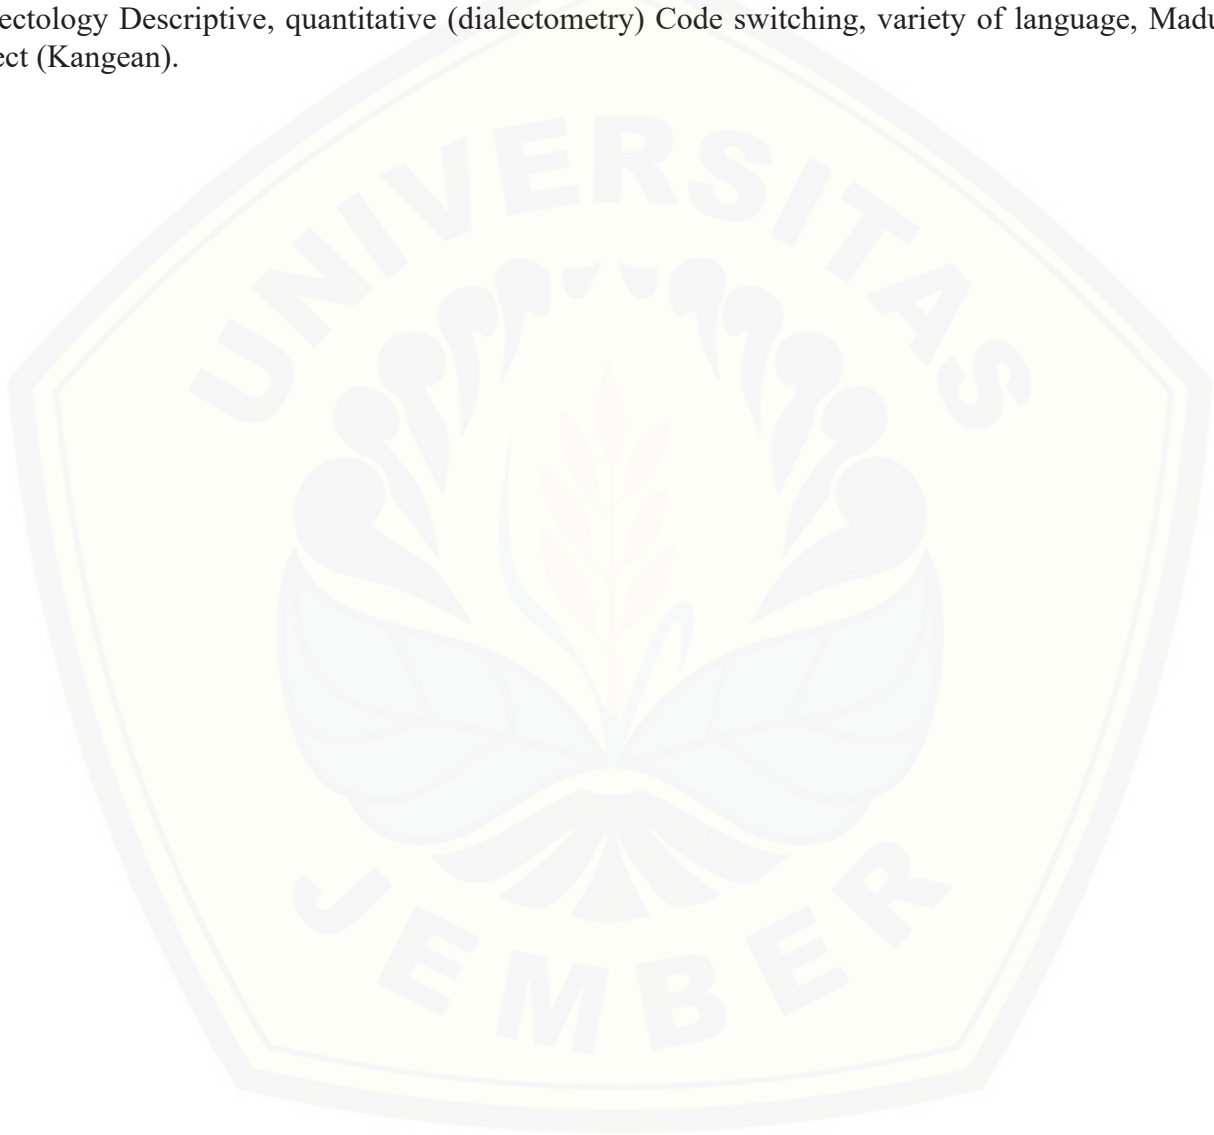 ectology Descriptive, quantitative (dialectometry) Code switching, variety of language, Madu
ect (Kangean).
UNIVERSITAS
JEMBER